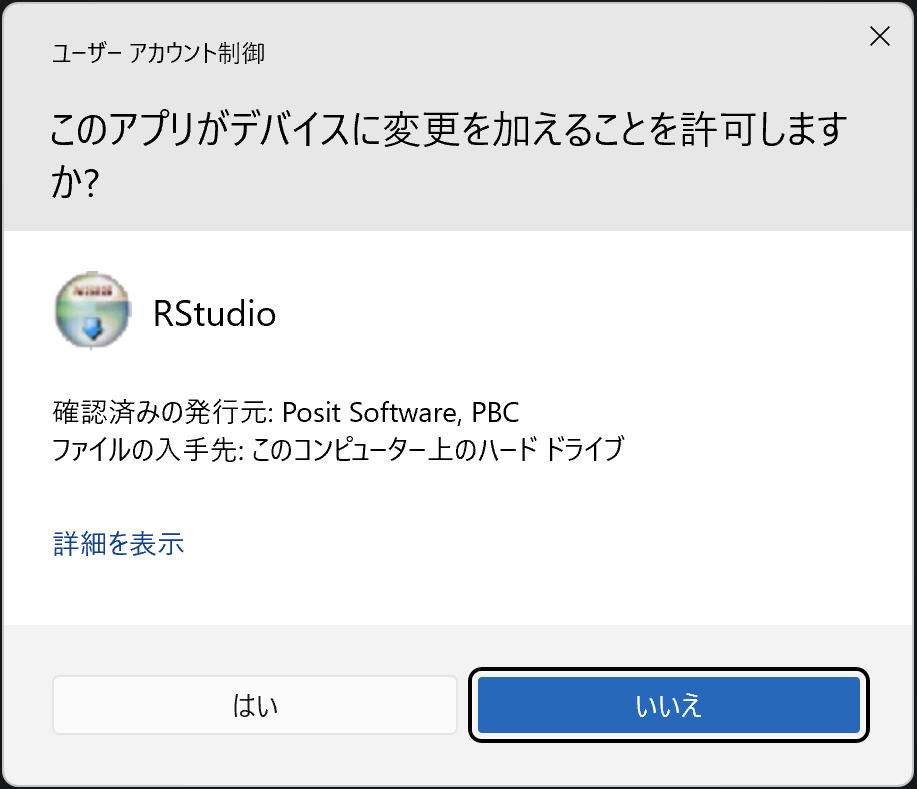 ユーザー アカウント制御
このアプリがデバイスに変更を加えることを許可します
か?
RStudio
確認済みの発行元: Posit Software, PBC
ファイルの入手先: このコンピューター上のハード ドライブ
詳細を表示
はい
いいえ